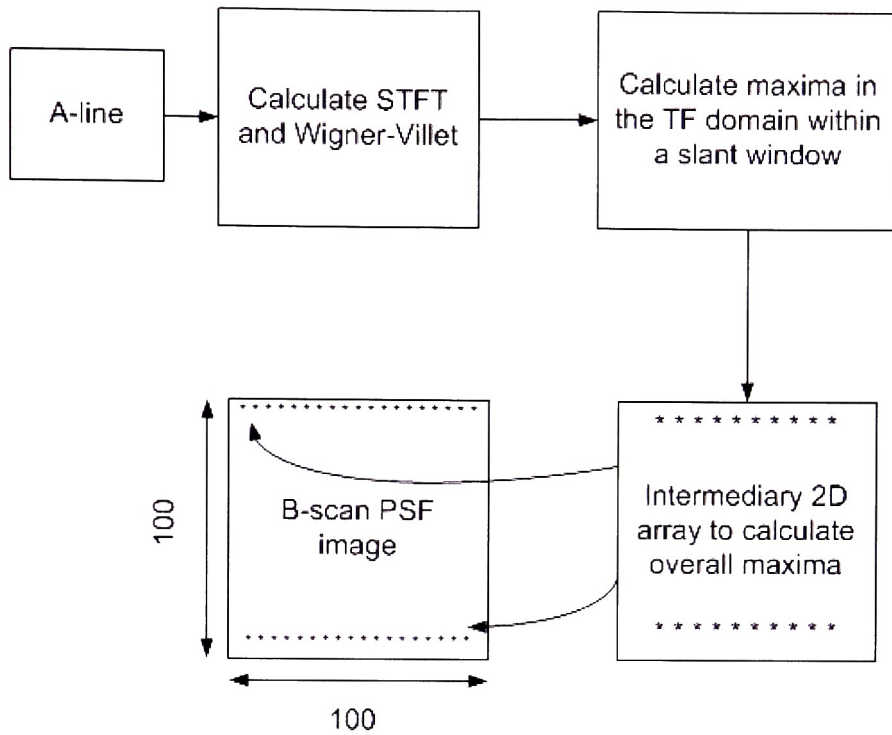 A-line
Calculate STFT
and Wigner-Villet
Calculate maxima in
the TF domain within
a slant window
* * * * * * * * * *
Intermediary 2D
array to calculate
overall maxima
* * * * * * * * * *
* * * * * * * * * * * * * * * * * *
B-scan PSF
image
* * * * * * * * * * * * * * * * *
100
100